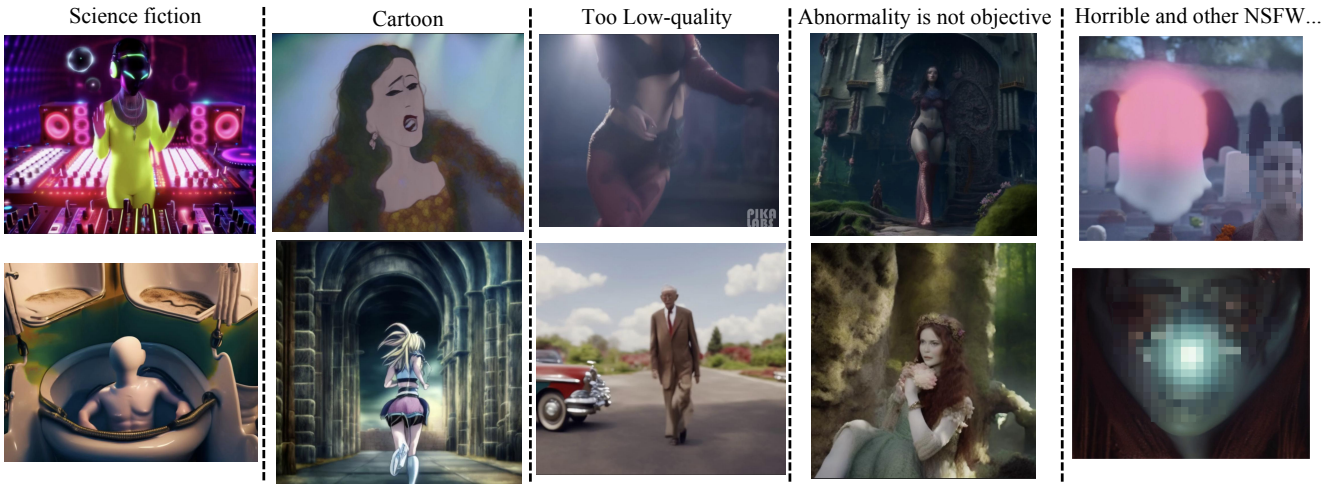 Science fiction
Cartoon
Too Low-quality
Abnormality is not objective
Horrible and other NSFW...
PIKA
LABS